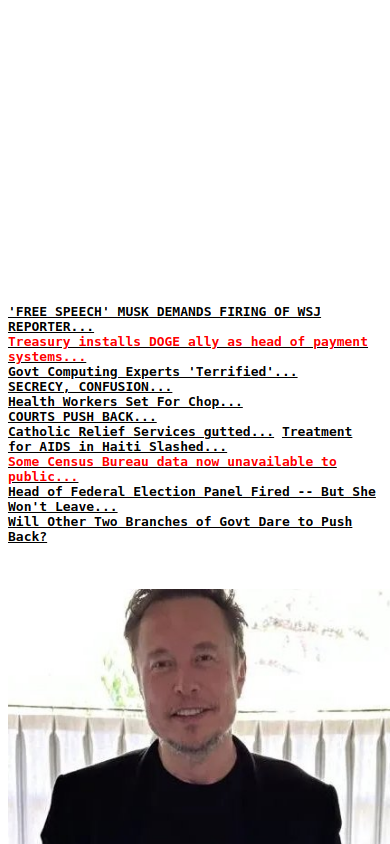 'FREE SPEECH' MUSK DEMANDS FIRING OF WSJ
REPORTER...
Treasury installs DOGE ally as head of payment
systems...
Govt Computing Experts 'Terrified'...
SECRECY, CONFUSION...
Health Workers Set For Chop...
COURTS PUSH BACK...
Catholic Relief Services gutted... Treatment
for AIDS in Haiti Slashed...
Some Census Bureau data now unavailable to
public...
Head of Federal Election Panel Fired -- But She
Won't Leave...
Will Other Two Branches of Govt Dare to Push
Back?